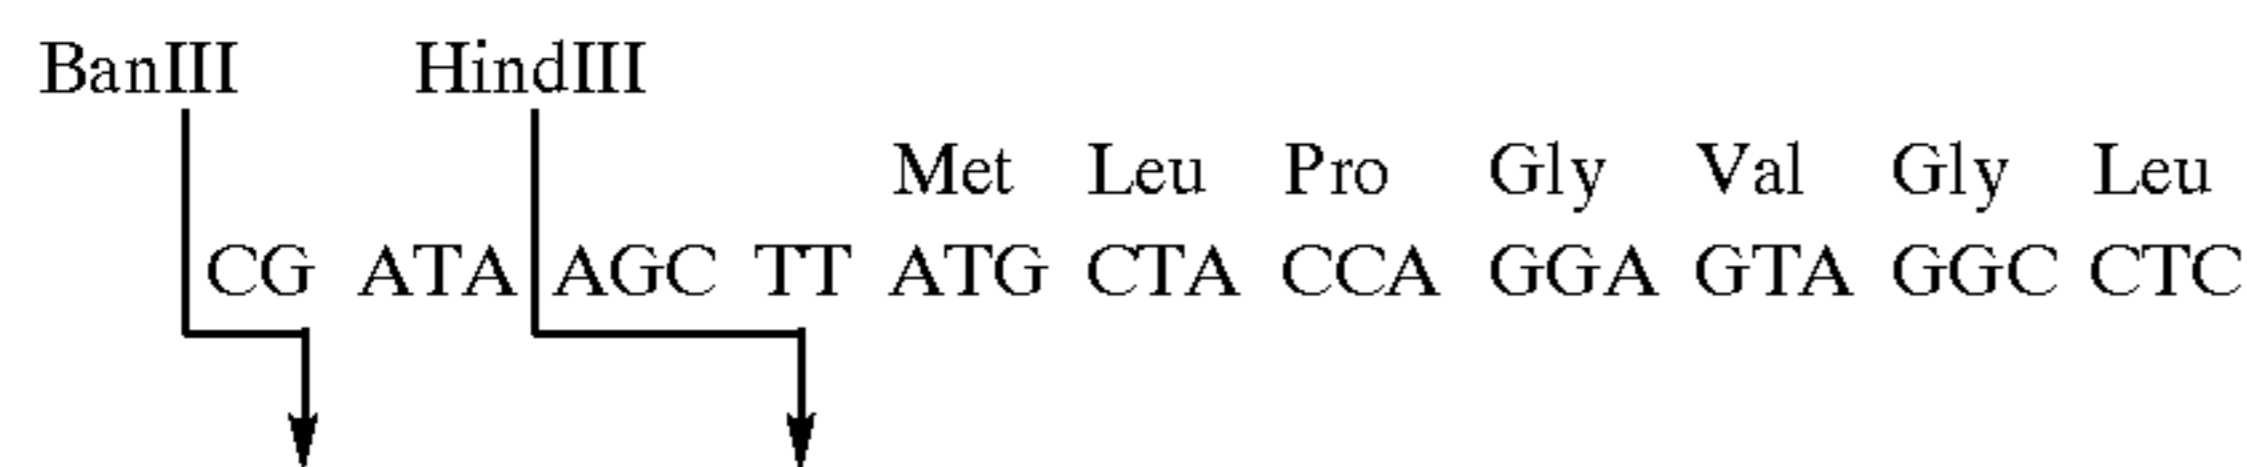 BanIII HindIII
Met Leu Pro Gly Val Gly Leu
CG ATA AGC TT ATG CTA CCA GGA GTA GGC CTC